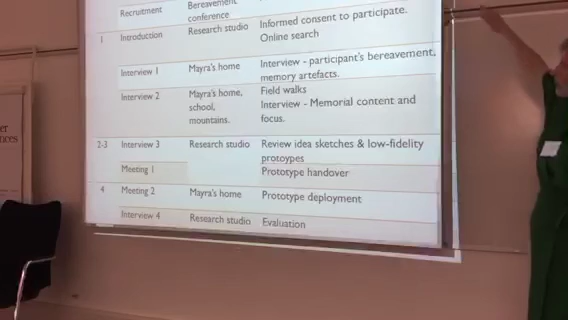 Recruitment Bereavement conference
1 Introduction Research studio Informed consent to participate. Online search
Interview 1 Mayra's home Interview - participant's bereavement, memory artefacts.
Interview 2 Mayra's home, school, mountains. Field walks Interview - Memorial content and focus.
2-3 Interview 3 Research studio Review idea sketches & low-fidelity protoypes
Meeting 1 Prototype handover
4 Meeting 2 Mayra's home Prototype deployment
Interview 4 Research studio Evaluation